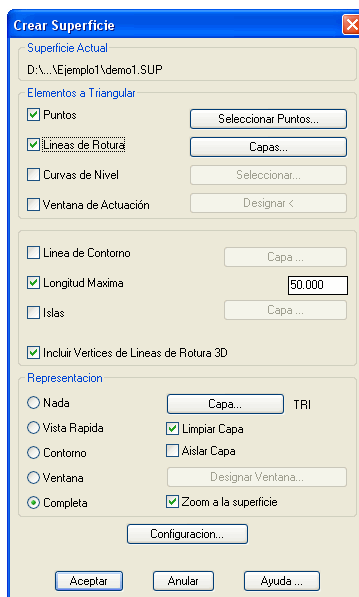 Crear Superficie
Superficie Actual
D:\...\Ejemplo1\demo1.SUP
Elementos a Triangular
Puntos
Seleccionar Puntos...
Lineas de Rotura
Capas...
Curvas de Nivel
Seleccionar...
Ventana de Actuación
Designar <
Linea de Contorno
Capa ...
Longitud Maxima
50.000
Islas
Capa ...
Incluir Vertices de Lineas de Rotura 3D
Representacion
Nada
Capa...
TRI
Vista Rapida
Limpiar Capa
Contorno
Aislar Capa
Ventana
Designar Ventana...
Completa
Zoom a la superficie
Configuracion...
Aceptar
Anular
Ayuda ...